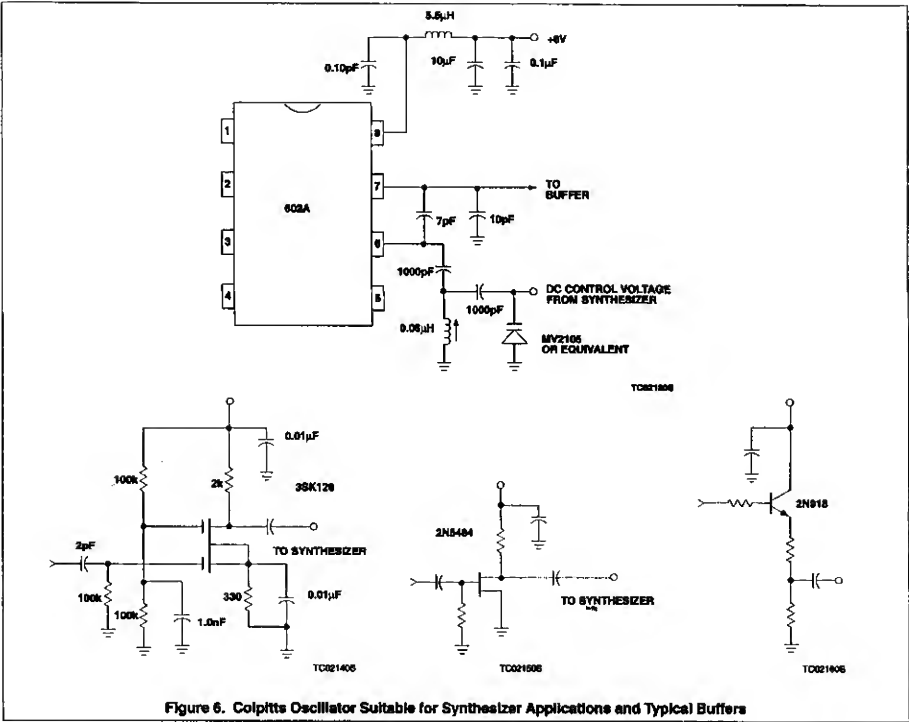 5.5µH
+6V
0.10pF
10µF
0.1µF
1
8
2
7
TO
BUFFER
602A
7pF
10pF
3
6
1000pF
DC CONTROL VOLTAGE
FROM SYNTHESIZER
4
5
1000pF
0.06µH
MV2105
OR EQUIVALENT
TC02180S
0.01µF
100k
2k
3SK126
2N918
2N5484
2pF
TO SYNTHESIZER
100k
100k
330
0.01µF
1.0nF
TO SYNTHESIZER
TC02140S
TC02150S
TC02160S
Figure 6. Colpitts Oscillator Suitable for Synthesizer Applications and Typical Buffers